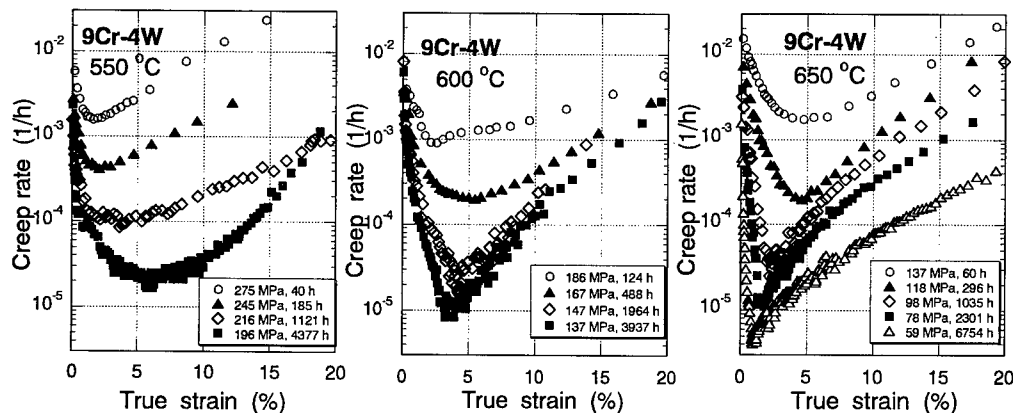 9Cr-4W
550 °C
Creep rate (1/h)
10-2
10-3
10-4
10-5
275 MPa, 40 h
245 MPa, 185 h
216 MPa, 1121 h
196 MPa, 4377 h
0 5 10 15 20
True strain (%)
9Cr-4W
600 °C
Creep rate (1/h)
10-2
10-3
10-4
10-5
186 MPa, 124 h
167 MPa, 488 h
147 MPa, 1964 h
137 MPa, 3937 h
0 5 10 15 20
True strain (%)
9Cr-4W
650 °C
Creep rate (1/h)
10-2
10-3
10-4
10-5
137 MPa, 60 h
118 MPa, 296 h
98 MPa, 1035 h
78 MPa, 2301 h
59 MPa, 6754 h
0 5 10 15 20
True strain (%)